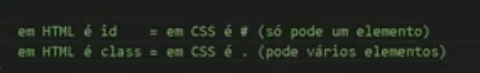 em HTML é id = em CSS é # (só pode um elemento)
em HTML é class = em CSS é . (pode vários elementos)